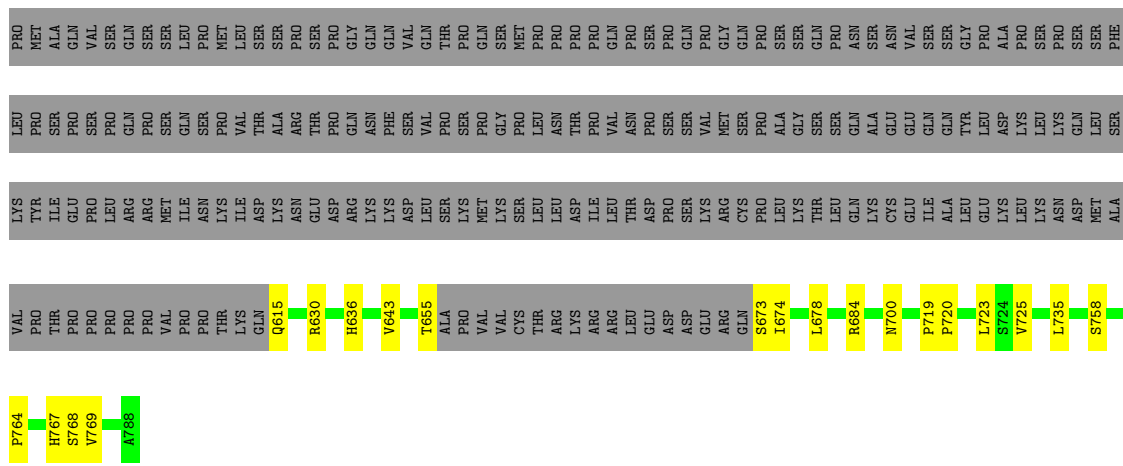 PRO MET ALA GLN VAL SER GLN SER SER LEU PRO MET LEU SER SER PRO SER PRO GLY GLN GLN VAL GLN THR PRO GLN SER MET PRO PRO PRO PRO GLN PRO SER PRO GLN PRO GLY GLN PRO SER SER GLN PRO ASN SER ASN VAL SER SER GLY PRO ALA PRO SER PRO SER SER PHE
LEU PRO SER PRO SER PRO GLN PRO SER GLN SER PRO VAL THR ALA ARG THR PRO GLN ASN PHE SER VAL PRO SER PRO GLY PRO LEU ASN THR PRO VAL ASN PRO SER SER VAL MET SER PRO ALA GLY SER SER GLN ALA GLU GLU GLN GLN TYR LEU ASP LYS LEU LYS GLN LEU SER
LYS TYR ILE GLU PRO LEU ARG ARG MET ILE ASN LYS ILE ASP LYS ASN GLU ASP ARG LYS LYS ASP LEU SER LYS MET LYS SER LEU LEU ASP ILE LEU THR ASP PRO SER LYS ARG CYS PRO LEU LYS THR LEU GLN LYS CYS GLU ILE ALA LEU GLU LYS LEU LYS ASN ASP MET ALA
VAL PRO THR PRO PRO PRO PRO PRO VAL PRO PRO THR LYS GLN Q615 R630 H636 V643 T655 ALA PRO VAL VAL CYS THR ARG LYS ARG ARG LEU GLU ASP ASP GLU ARG GLN S673 I674 L678 R684 N700 P719 P720 L723 S724 V725 L735 S758
P764 H767 S768 V769 A788